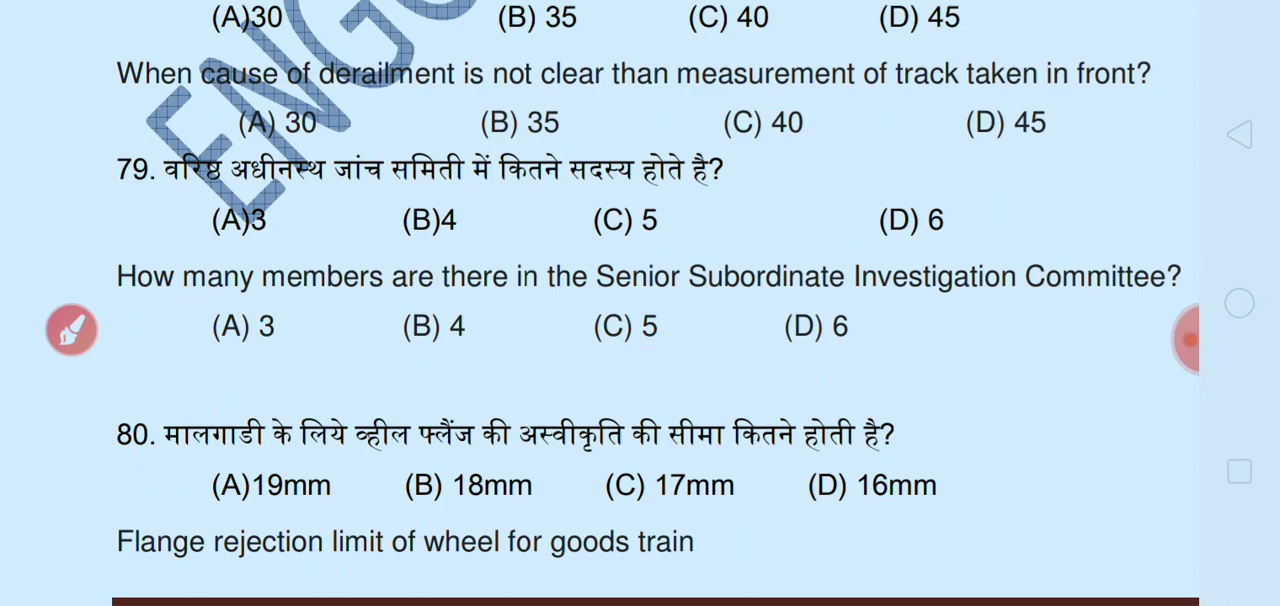 (A)30 (B) 35 (C) 40 (D) 45
When cause of derailment is not clear than measurement of track taken in front?
(A) 30 (B) 35 (C) 40 (D) 45
79. वरिष्ठ अधीनस्थ जांच समिती में कितने सदस्य होते है?
(A)3 (B)4 (C) 5 (D) 6
How many members are there in the Senior Subordinate Investigation Committee?
(A) 3 (B) 4 (C) 5 (D) 6
80. मालगाडी के लिये व्हील फ्लैंज की अस्वीकृति की सीमा कितने होती है?
(A)19mm (B) 18mm (C) 17mm (D) 16mm
Flange rejection limit of wheel for goods train